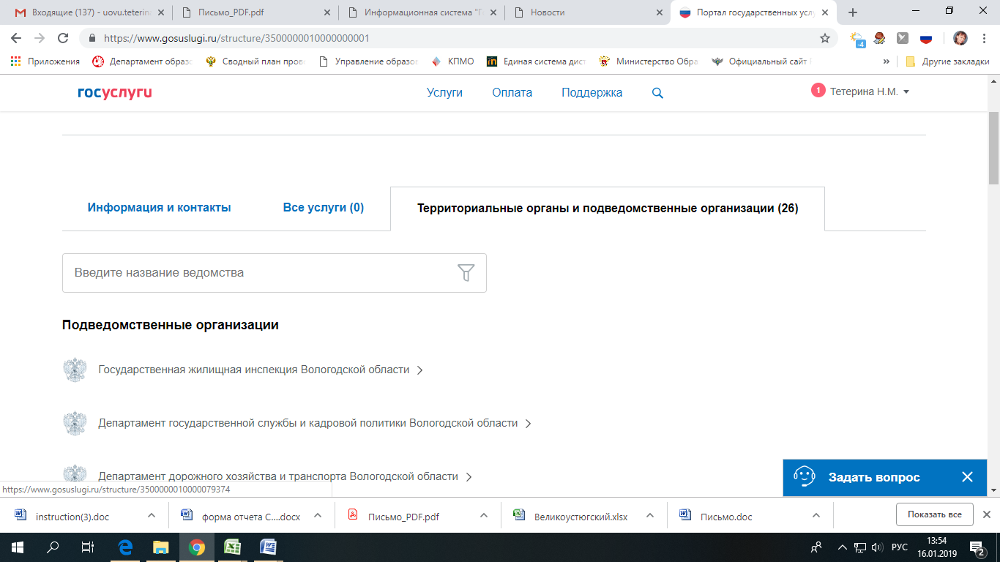 Входящие (137) - uovu.teterin
Письмо_PDF.pdf
Информационная система "Г
Новости
Портал государственных услу
https://www.gosuslugi.ru/structure/3500000010000000001
-4
Приложения
Департамент образо
Сводный план прове
Управление образо
КПМО
Единая система дист
Министерство Обра
Официальный сайт
»
Другие закладки
госуслуги
Услуги
Оплата
Поддержка
1
Тетерина Н.М.
Информация и контакты
Все услуги (0)
Территориальные органы и подведомственные организации (26)
Введите название ведомства
Подведомственные организации
Государственная жилищная инспекция Вологодской области
Департамент государственной службы и кадровой политики Вологодской области
Департамент дорожного хозяйства и транспорта Вологодской области
Задать вопрос
https://www.gosuslugi.ru/structure/3500000010000079374
instruction(3).doc
форма отчета С....docx
Письмо_PDF.pdf
Великоустюгский.xlsx
Письмо.doc
Показать все
РУС
13:54
16.01.2019
2